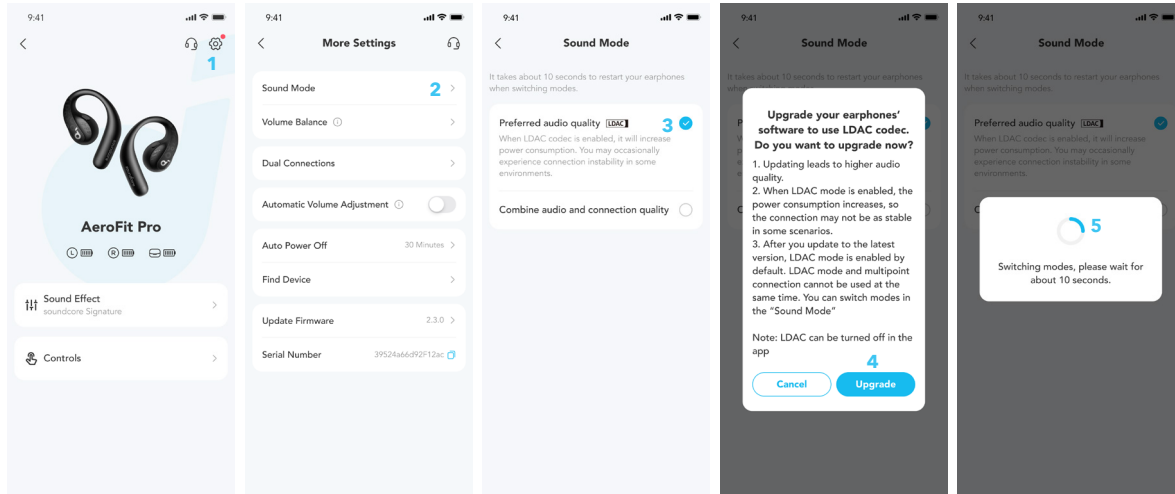 9:41
1
AeroFit Pro
L
R
Sound Effect
soundcore Signature
Controls
9:41
More Settings
Sound Mode
2
Volume Balance
Dual Connections
Automatic Volume Adjustment
Auto Power Off
30 Minutes
Find Device
Update Firmware
2.3.0
Serial Number
39524a66d92F12ac
9:41
Sound Mode
It takes about 10 seconds to restart your earphones
when switching modes.
Preferred audio quality LDAC
3
When LDAC codec is enabled, it will increase
power consumption. You may occasionally
experience connection instability in some
environments.
Combine audio and connection quality
9:41
Sound Mode
It takes about 10 seconds to restart your earphones
Upgrade your earphones'
software to use LDAC codec.
Do you want to upgrade now?
1. Updating leads to higher audio
quality.
2. When LDAC mode is enabled, the
power consumption increases, so
the connection may not be as stable
in some scenarios.
3. After you update to the latest
version, LDAC mode is enabled by
default. LDAC mode and multipoint
connection cannot be used at the
same time. You can switch modes in
the "Sound Mode"
Note: LDAC can be turned off in the
app
4
Cancel
Upgrade
9:41
Sound Mode
It takes about 10 seconds to restart your earphones
when switching modes.
Preferred audio quality LDAC
When LDAC codec is enabled, it will increase
power consumption. You may occasionally
experience connection instability in some
environments.
5
Switching modes, please wait for
about 10 seconds.